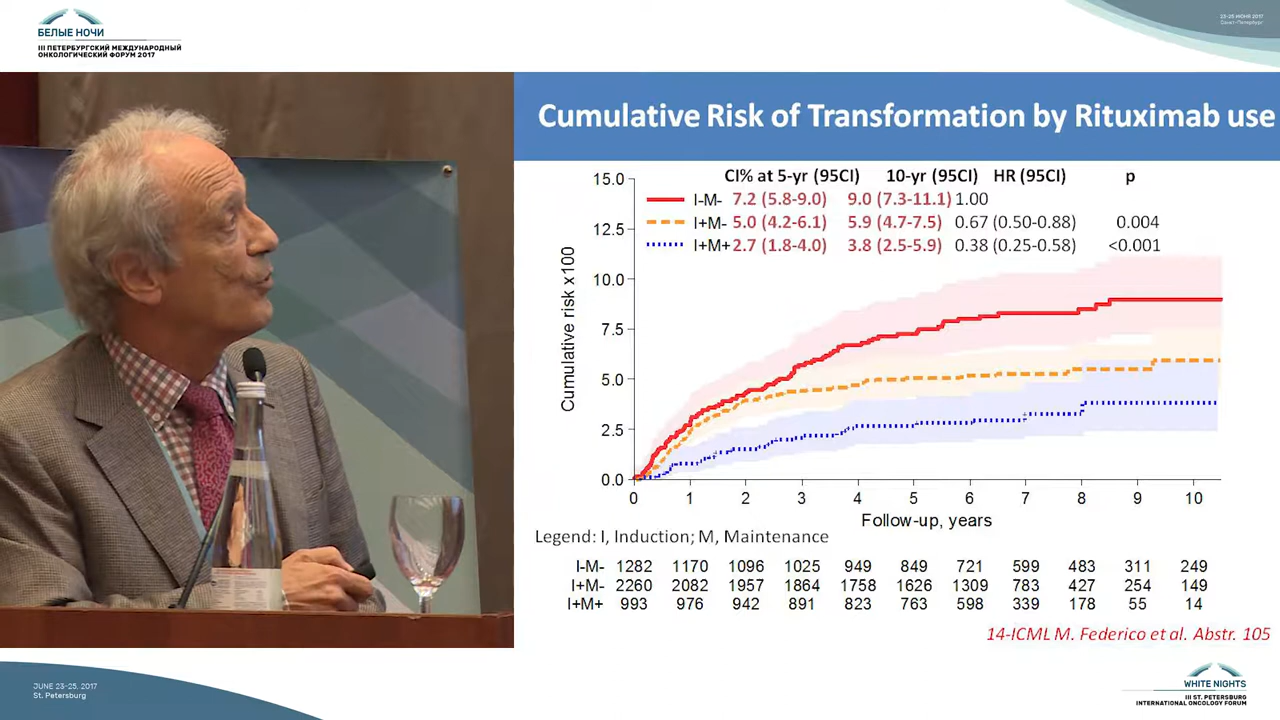 БЕЛЫЕ НОЧИ
III ПЕТЕРБУРГСКИЙ МЕЖДУНАРОДНЫЙ
ОНКОЛОГИЧЕСКИЙ ФОРУМ 2017
23-25 ИЮНЯ 2017
Санкт-Петербург
Cumulative Risk of Transformation by Rituximab use
CI% at 5-yr (95CI) 10-yr (95CI) HR (95CI) p
I-M- 7.2 (5.8-9.0) 9.0 (7.3-11.1) 1.00
I+M- 5.0 (4.2-6.1) 5.9 (4.7-7.5) 0.67 (0.50-0.88) 0.004
I+M+ 2.7 (1.8-4.0) 3.8 (2.5-5.9) 0.38 (0.25-0.58) <0.001
15.0
12.5
10.0
7.5
5.0
2.5
0.0
Cumulative risk x100
0 1 2 3 4 5 6 7 8 9 10
Follow-up, years
Legend: I, Induction; M, Maintenance
I-M- 1282 1170 1096 1025 949 849 721 599 483 311 249
I+M- 2260 2082 1957 1864 1758 1626 1309 783 427 254 149
I+M+ 993 976 942 891 823 763 598 339 178 55 14
14-ICML M. Federico et al. Abstr. 105
JUNE 23-25, 2017
St. Petersburg
WHITE NIGHTS
III ST. PETERSBURG
INTERNATIONAL ONCOLOGY FORUM